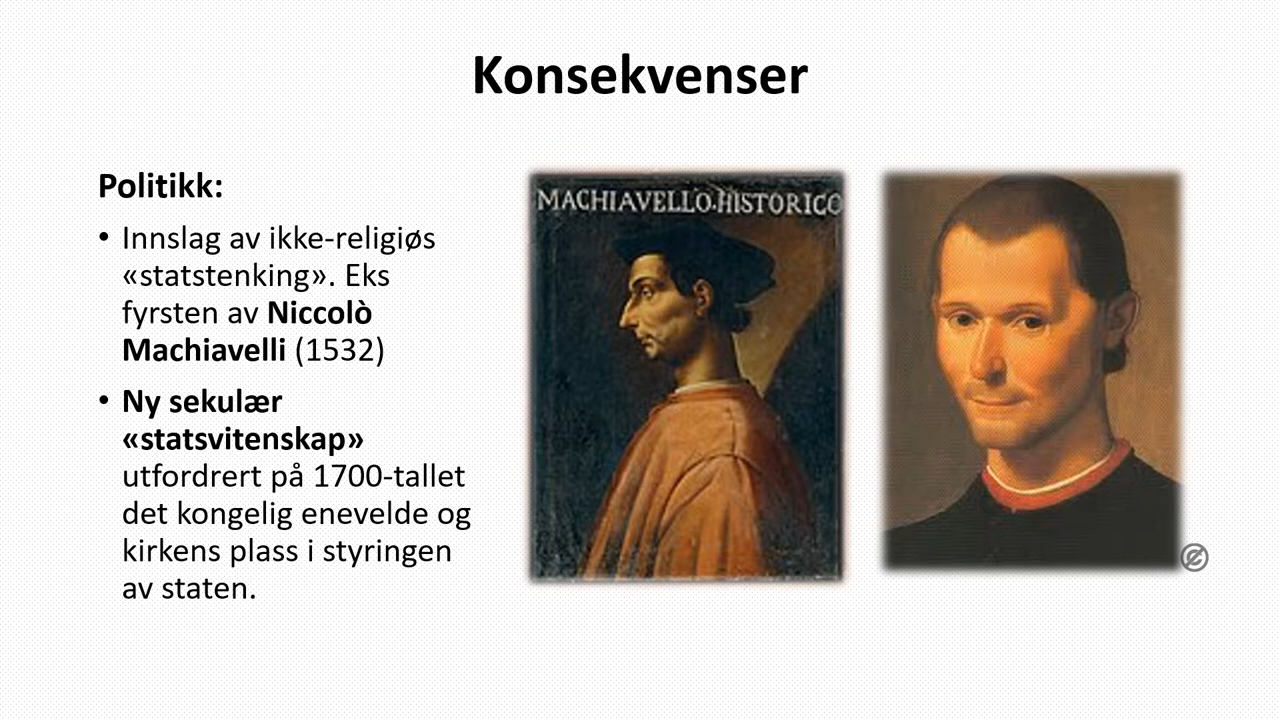 Konsekvenser
Politikk:
• Innslag av ikke-religiøs
«statstenking». Eks
fyrsten av Niccolò
Machiavelli (1532)
• Ny sekulær
«statsvitenskap»
utfordrert på 1700-tallet
det kongelig enevelde og
kirkens plass i styringen
av staten.
MACHIAVELLO·HISTORICO